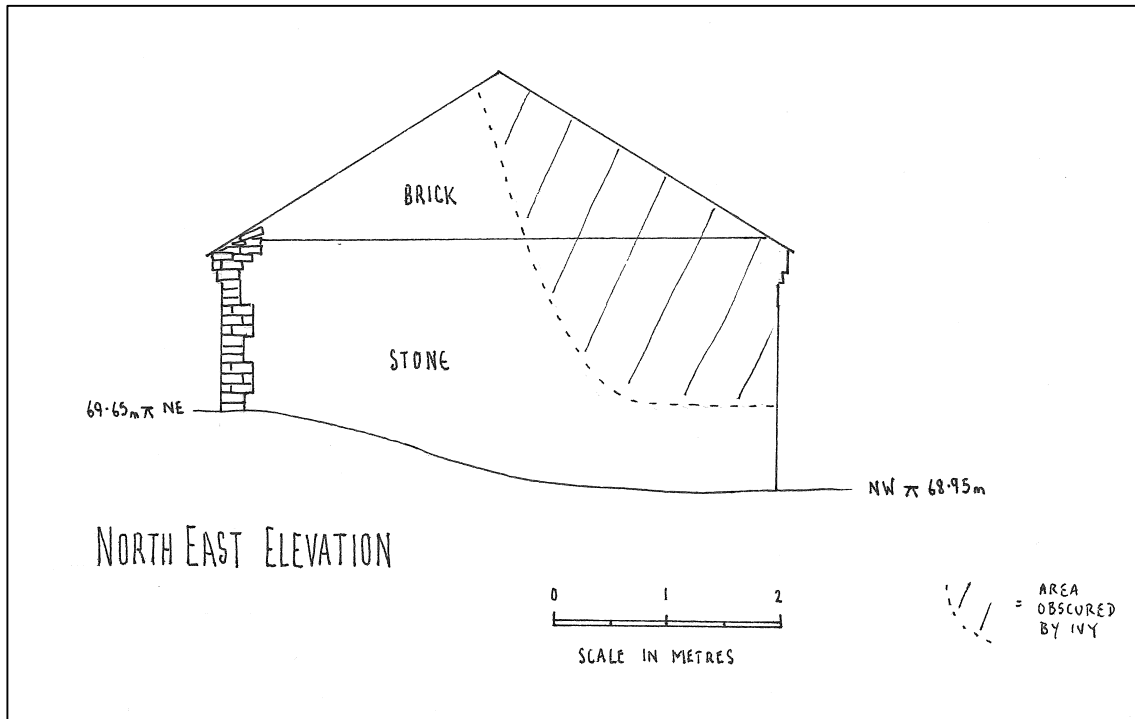 BRICK
STONE
69·65m ⚻ NE
NW ⚻ 68·95m
NORTH EAST ELEVATION
0 1 2
SCALE IN METRES
= AREA
OBSCURED
BY IVY